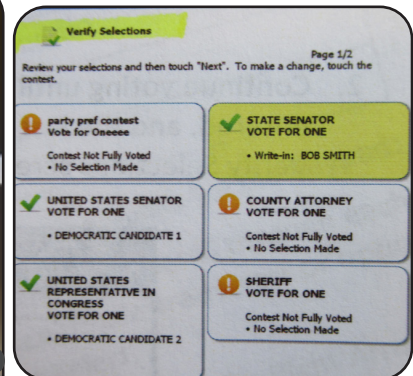 Verify Selections
Page 1/2
Review your selections and then touch "Next". To make a change, touch the
contest.
party pref contest
Vote for Oneeee
Contest Not Fully Voted
• No Selection Made
STATE SENATOR
VOTE FOR ONE
• Write-in: BOB SMITH
UNITED STATES SENATOR
VOTE FOR ONE
• DEMOCRATIC CANDIDATE 1
COUNTY ATTORNEY
VOTE FOR ONE
Contest Not Fully Voted
• No Selection Made
UNITED STATES
REPRESENTATIVE IN
CONGRESS
VOTE FOR ONE
• DEMOCRATIC CANDIDATE 2
SHERIFF
VOTE FOR ONE
Contest Not Fully Voted
• No Selection Made